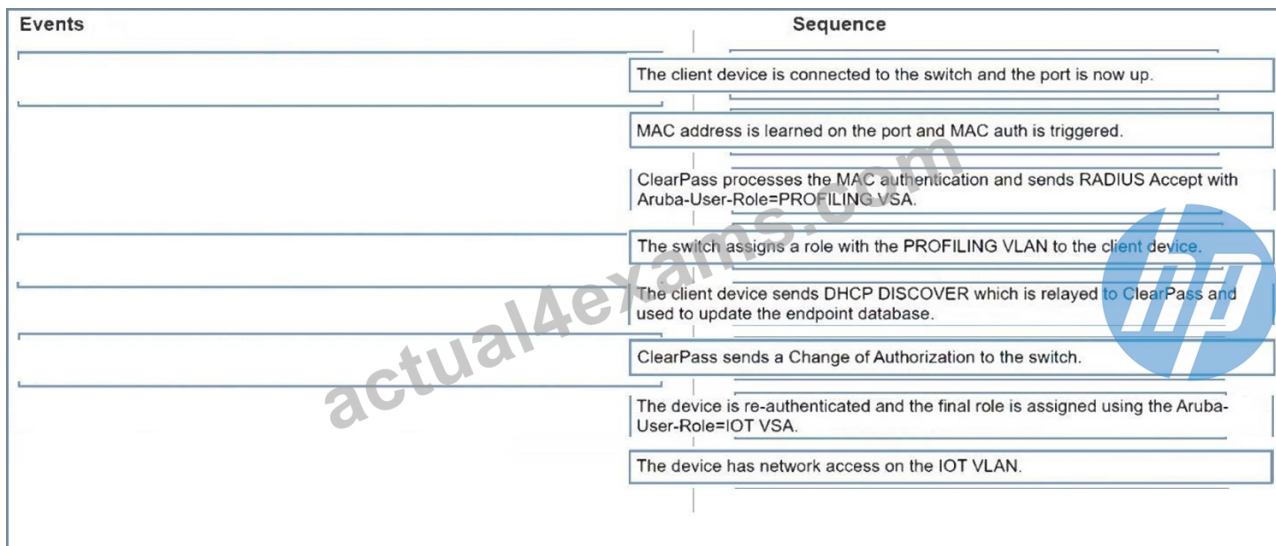 Events
Sequence
The client device is connected to the switch and the port is now up.
MAC address is learned on the port and MAC auth is triggered.
ClearPass processes the MAC authentication and sends RADIUS Accept with
Aruba-User-Role=PROFILING VSA.
The switch assigns a role with the PROFILING VLAN to the client device.
The client device sends DHCP DISCOVER which is relayed to ClearPass and
used to update the endpoint database.
ClearPass sends a Change of Authorization to the switch.
The device is re-authenticated and the final role is assigned using the Aruba-
User-Role=IOT VSA.
The device has network access on the IOT VLAN.
actual4exams.com
hp